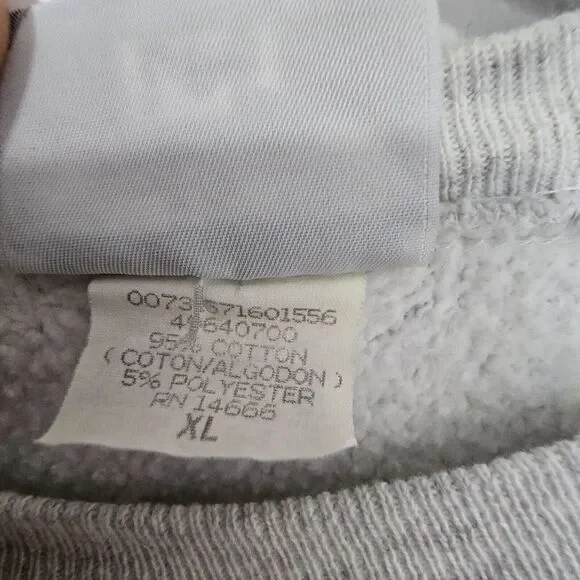 95% COTTON
(COTON/ALGODON)
5% POLYESTER
RN 14666
XL